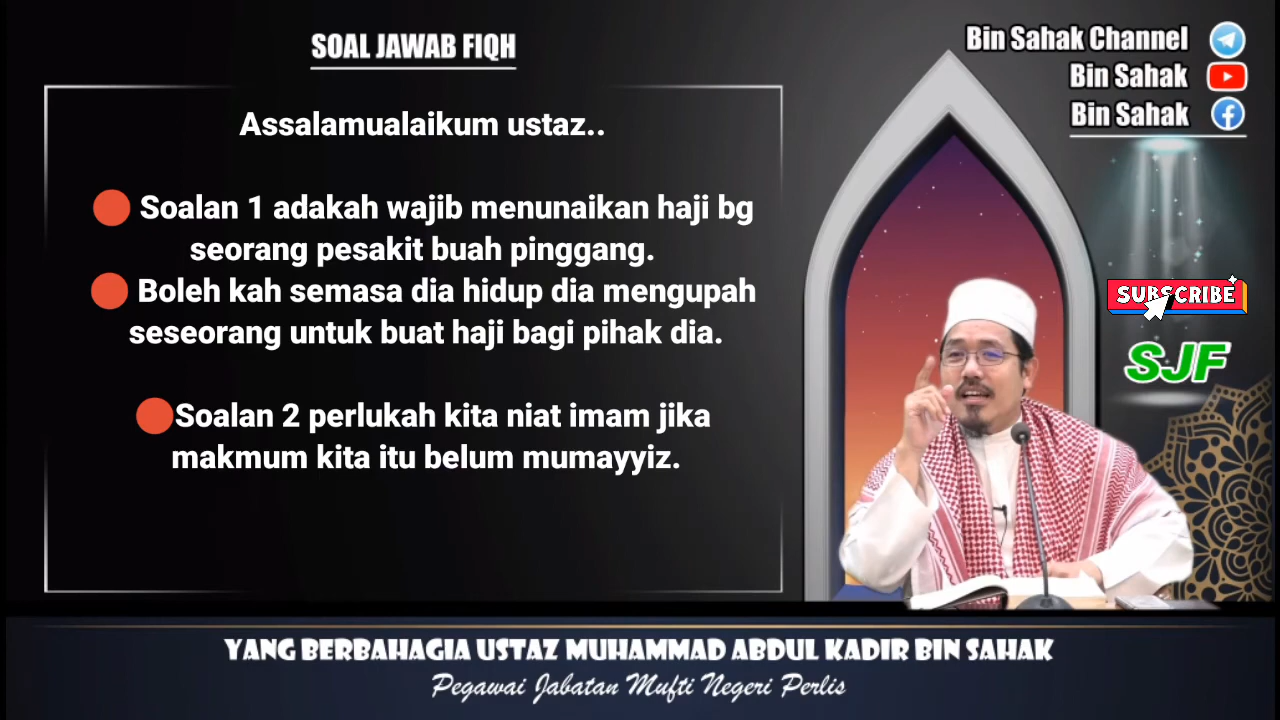 SOAL JAWAB FIQH
Bin Sahak Channel
Bin Sahak
Bin Sahak
Assalamualaikum ustaz..
🔴 Soalan 1 adakah wajib menunaikan haji bg
seorang pesakit buah pinggang.
🔴 Boleh kah semasa dia hidup dia mengupah
seseorang untuk buat haji bagi pihak dia.
🔴Soalan 2 perlukah kita niat imam jika
makmum kita itu belum mumayyiz.
SUBSCRIBE
SJF
YANG BERBAHAGIA USTAZ MUHAMMAD ABDUL KADIR BIN SAHAK
Pegawai Jabatan Mufti Negeri Perlis